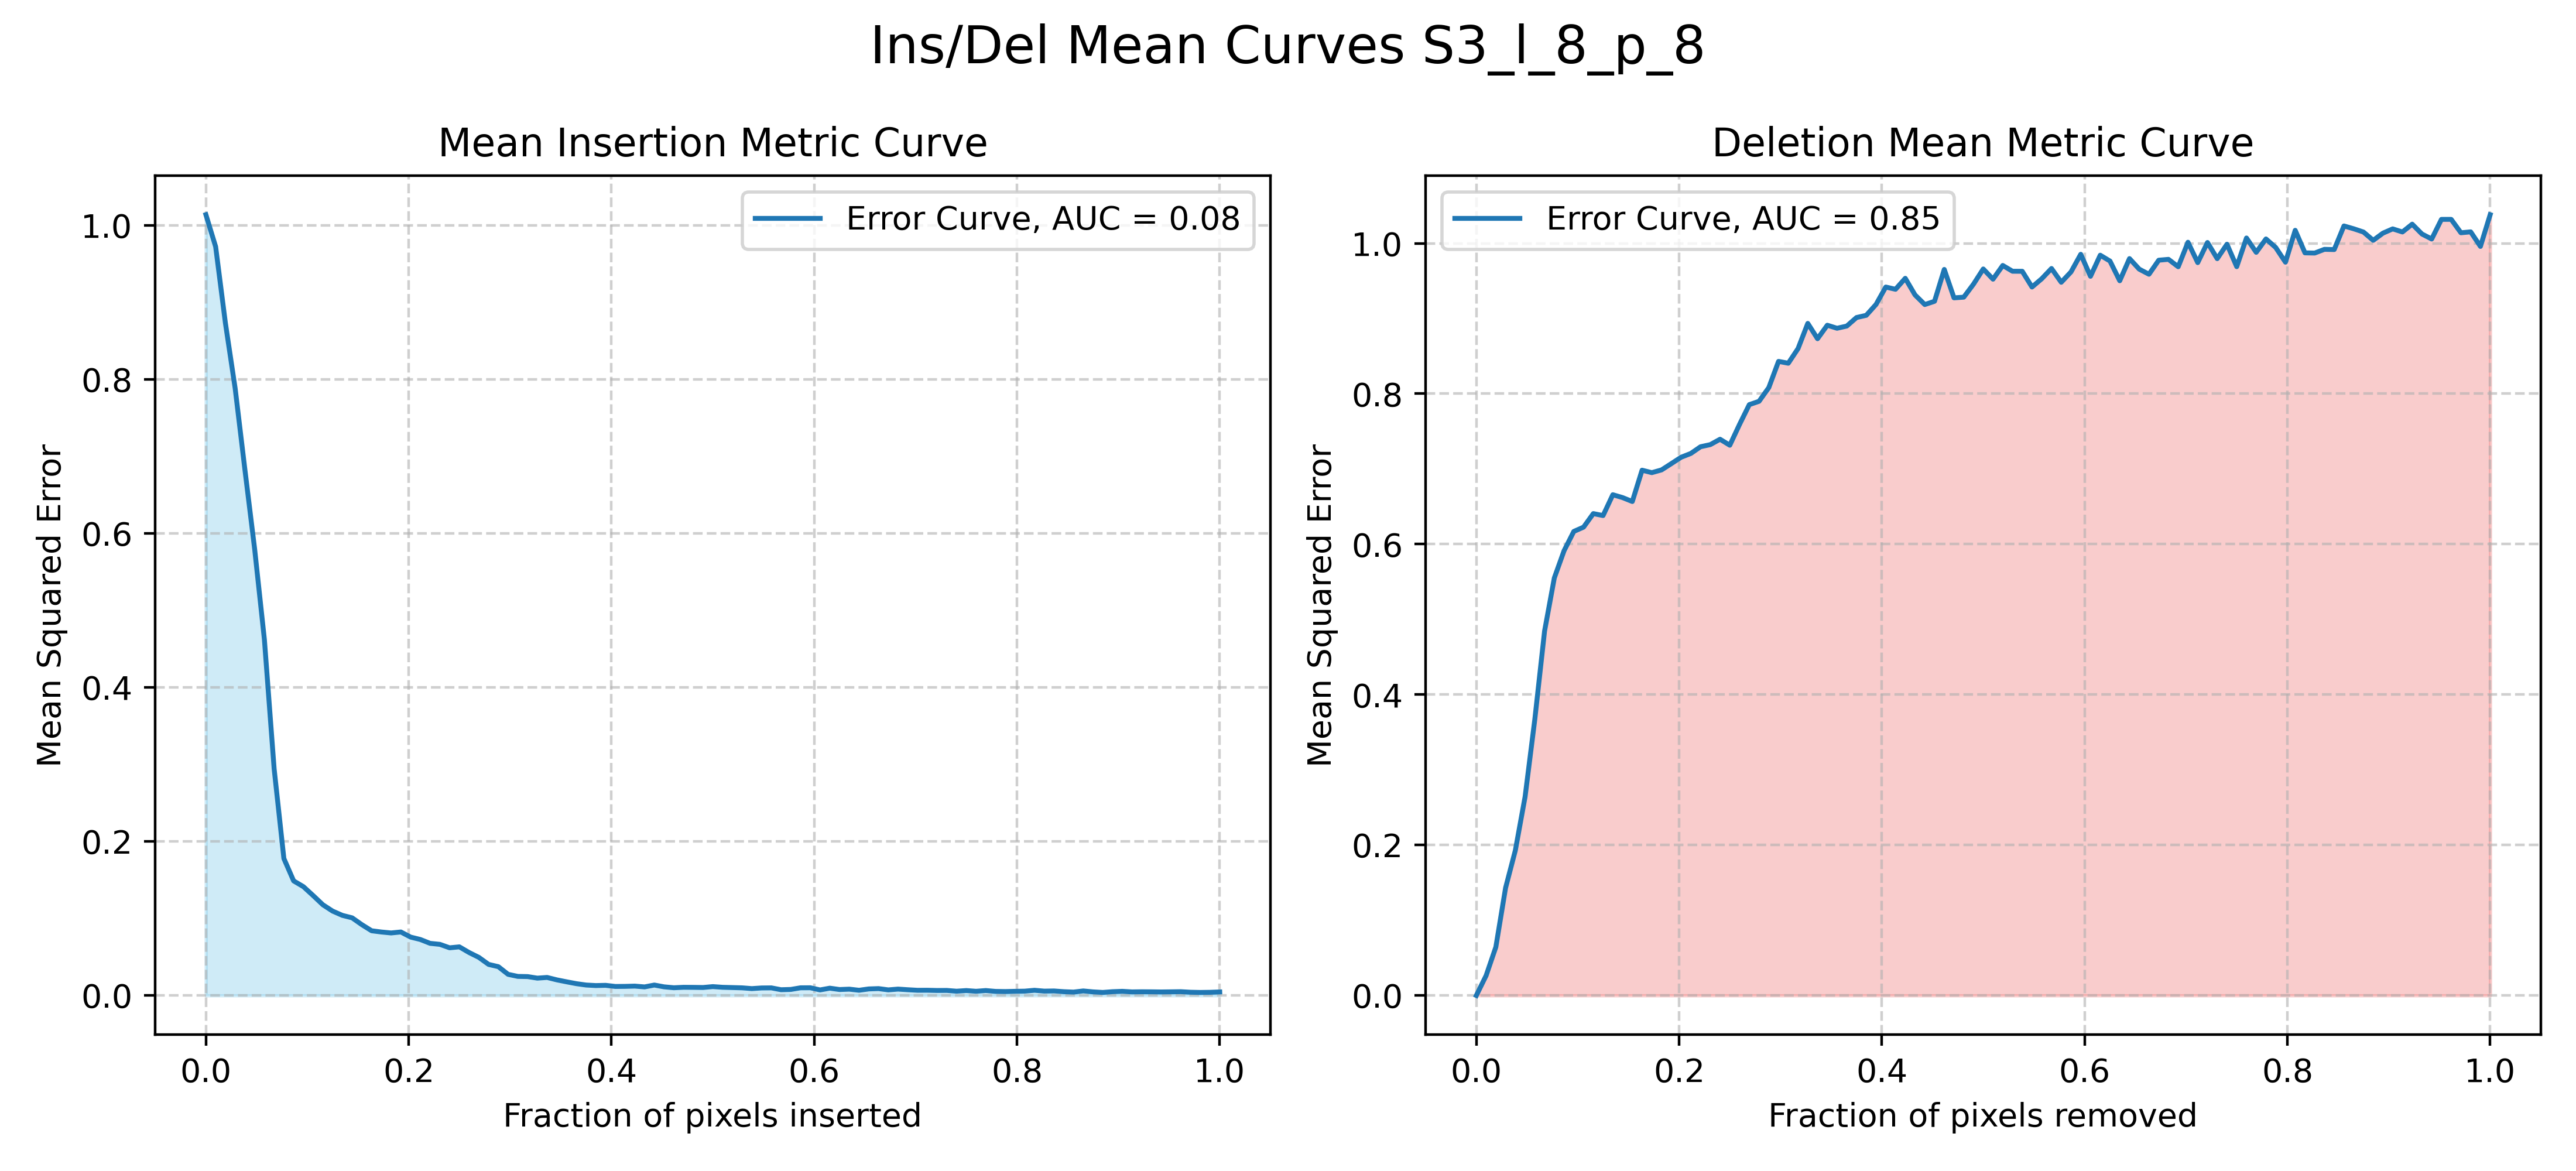 Ins/Del Mean Curves S3_l_8_p_8
Mean Insertion Metric Curve
Error Curve, AUC = 0.08
Mean Squared Error
1.0
0.8
0.6
0.4
0.2
0.0
0.0 0.2 0.4 0.6 0.8 1.0
Fraction of pixels inserted
Deletion Mean Metric Curve
Error Curve, AUC = 0.85
Mean Squared Error
1.0
0.8
0.6
0.4
0.2
0.0
0.0 0.2 0.4 0.6 0.8 1.0
Fraction of pixels removed